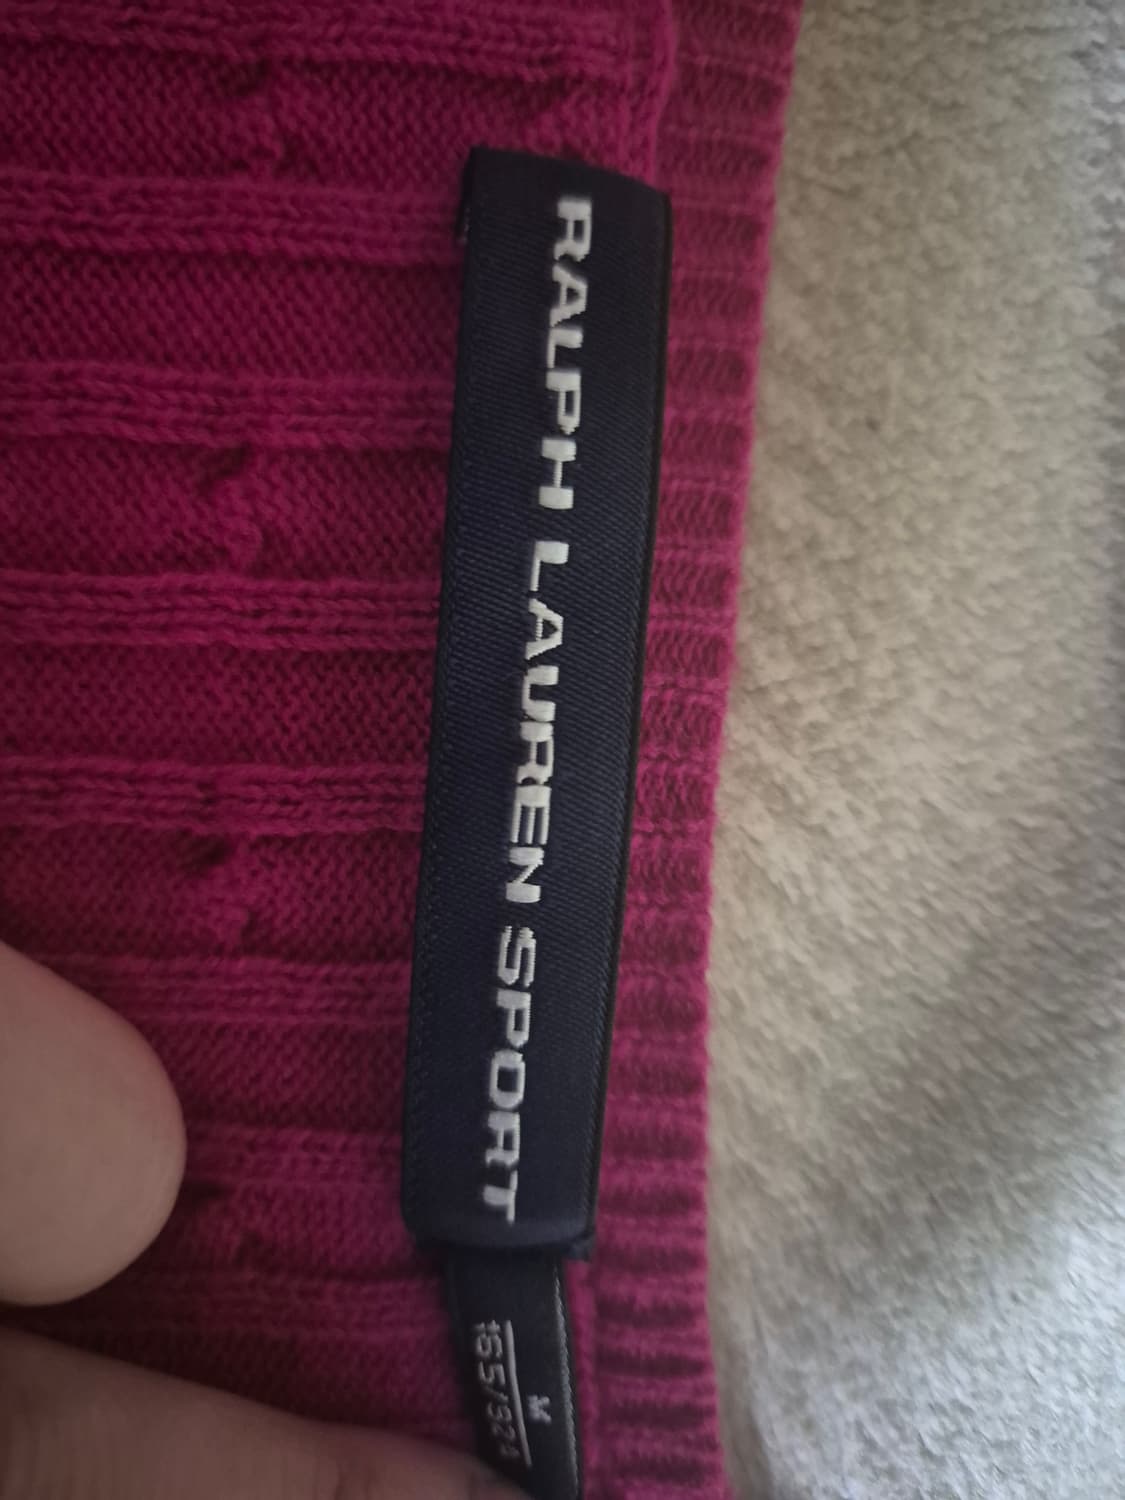 RALPH LAUREN SPORT
M
165/92A